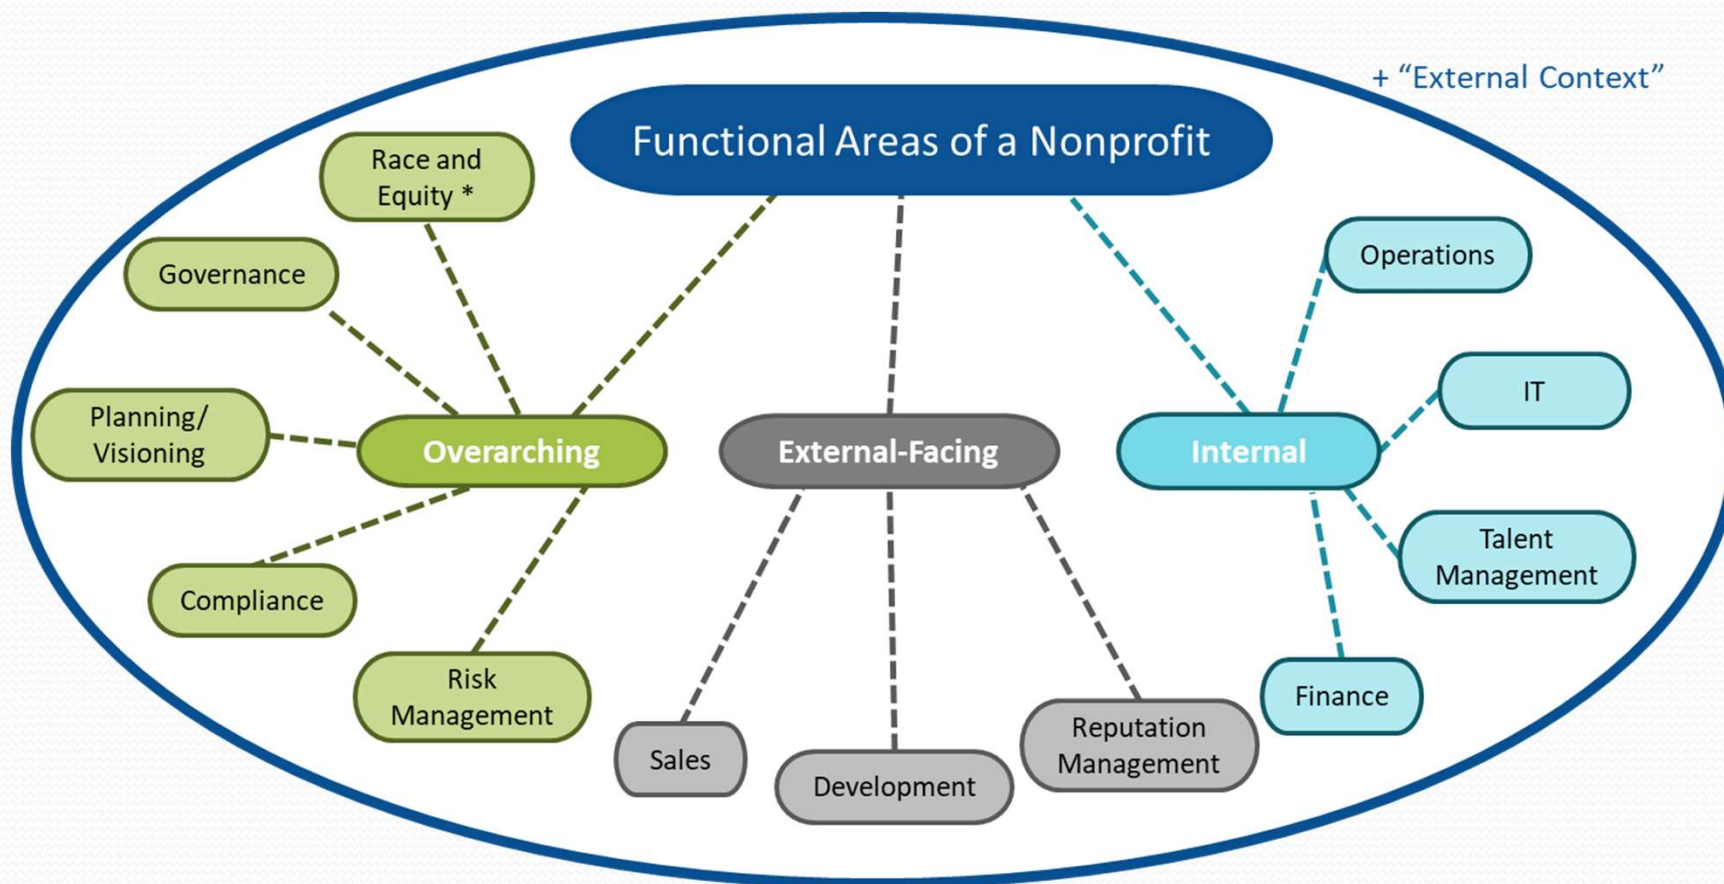 + “External Context”
Functional Areas of a Nonprofit
Race and
Equity *
Governance
Planning/
Visioning
Overarching
Compliance
Risk
Management
External-Facing
Sales
Development
Reputation
Management
Internal
Operations
IT
Talent
Management
Finance